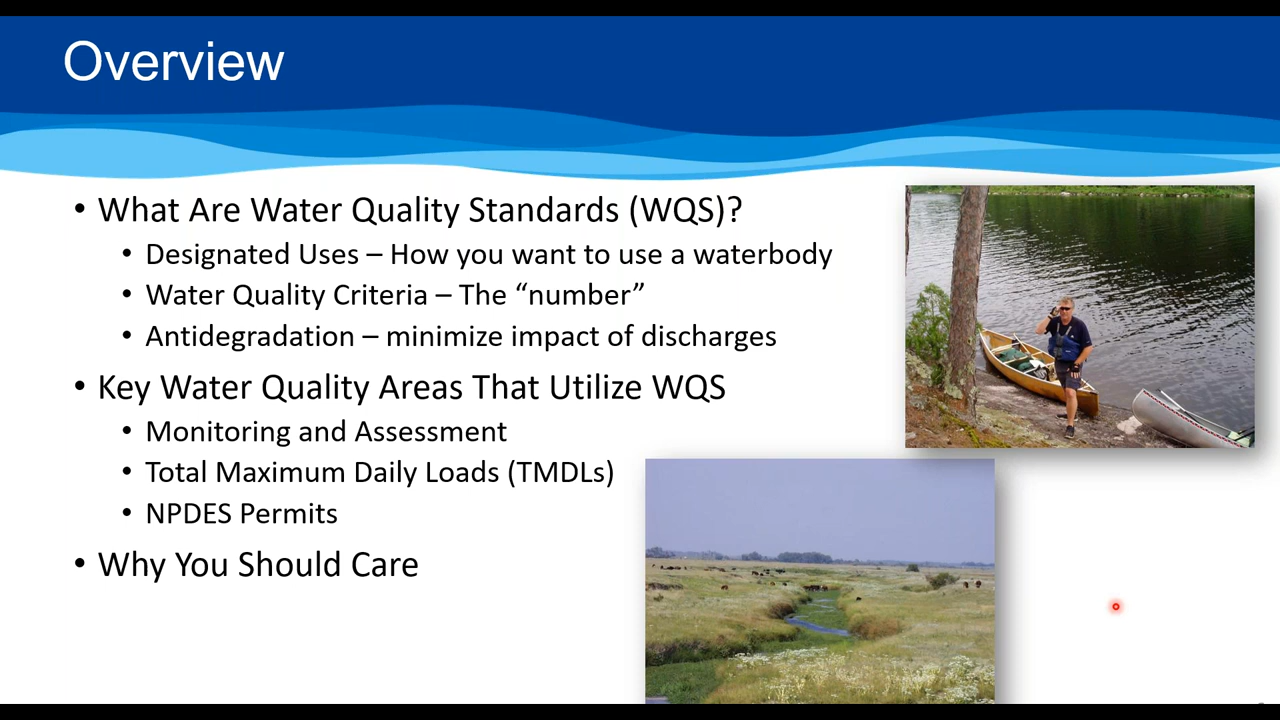 Overview
• What Are Water Quality Standards (WQS)?
• Designated Uses – How you want to use a waterbody
• Water Quality Criteria – The “number”
• Antidegradation – minimize impact of discharges
• Key Water Quality Areas That Utilize WQS
• Monitoring and Assessment
• Total Maximum Daily Loads (TMDLs)
• NPDES Permits
• Why You Should Care